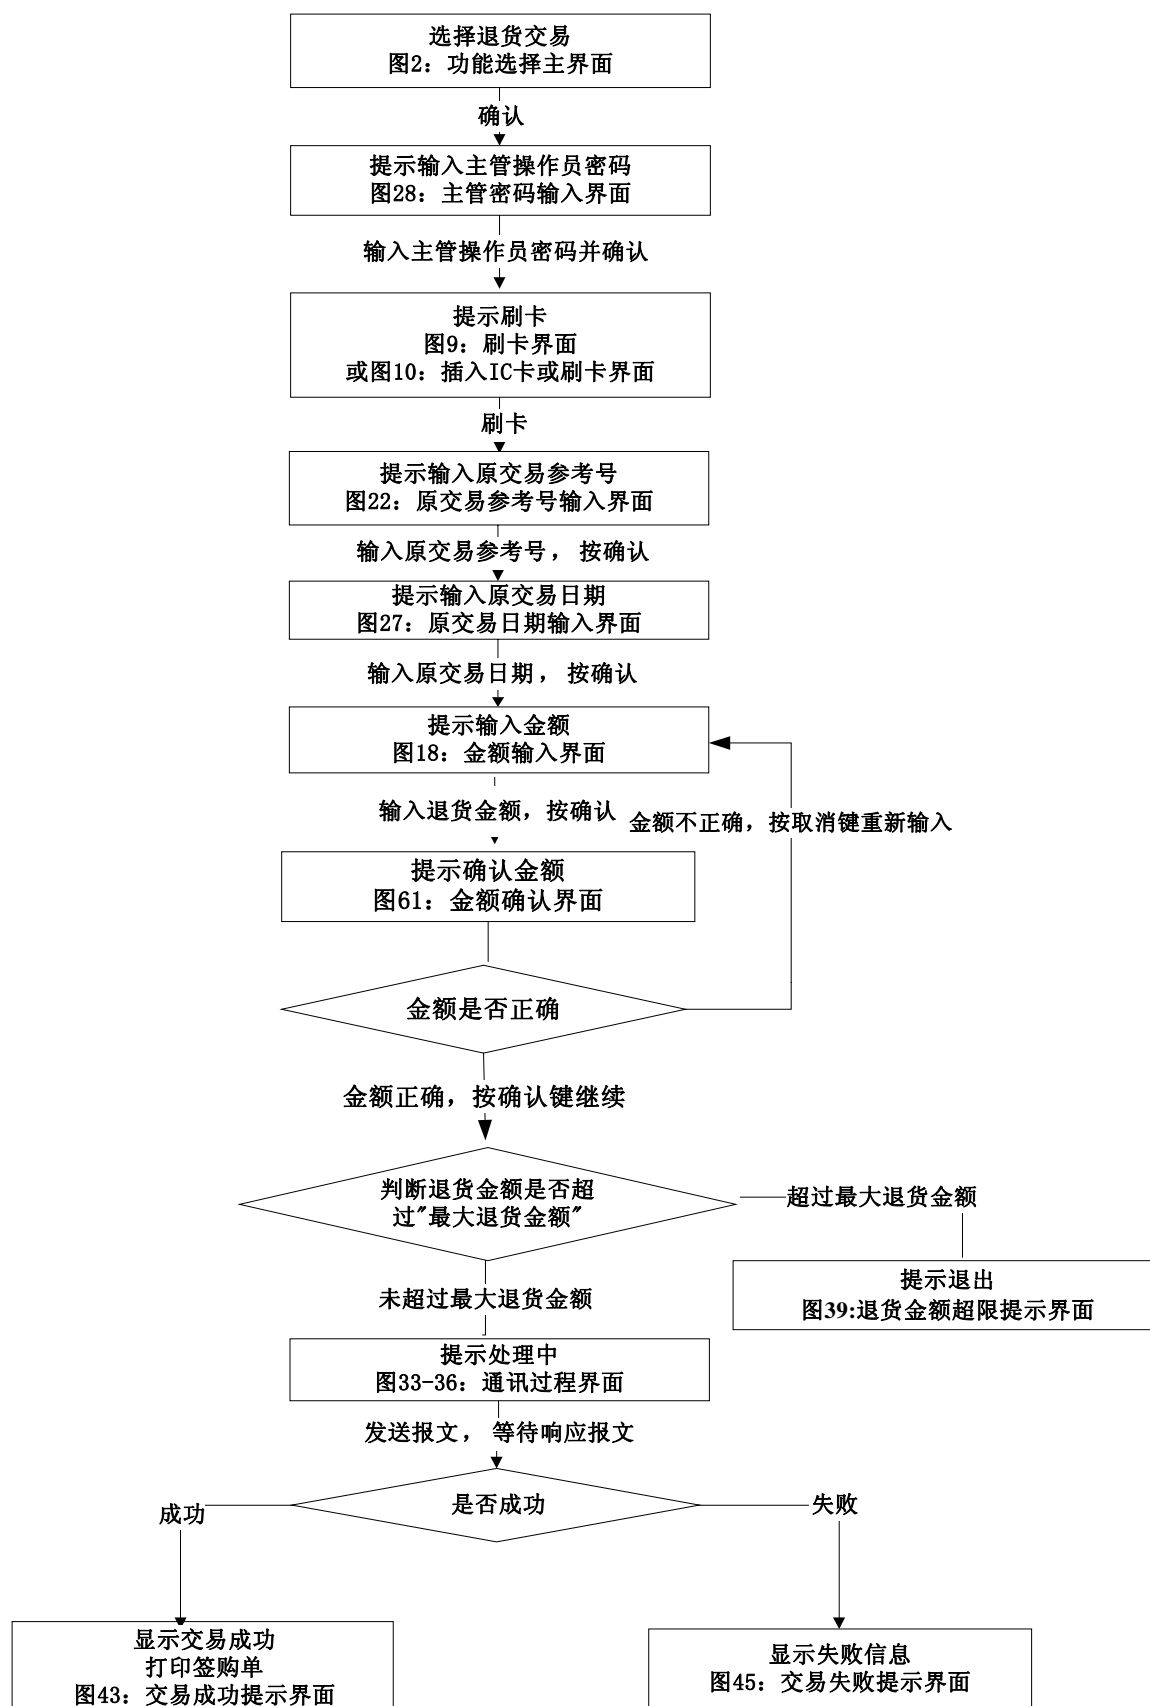 选择退货交易
图2：功能选择主界面
确认
提示输入主管操作员密码
图28：主管密码输入界面
输入主管操作员密码并确认
提示刷卡
图9：刷卡界面
或图10：插入IC卡或刷卡界面
刷卡
提示输入原交易参考号
图22：原交易参考号输入界面
输入原交易参考号，按确认
提示输入原交易日期
图27：原交易日期输入界面
输入原交易日期，按确认
提示输入金额
图18：金额输入界面
输入退货金额，按确认
金额不正确，按取消键重新输入
提示确认金额
图61：金额确认界面
金额是否正确
金额正确，按确认键继续
判断退货金额是否超
过"最大退货金额"
超过最大退货金额
提示退出
图39:退货金额超限提示界面
未超过最大退货金额
提示处理中
图33-36：通讯过程界面
发送报文，等待响应报文
是否成功
成功
失败
显示交易成功
打印签购单
图43：交易成功提示界面
显示失败信息
图45：交易失败提示界面